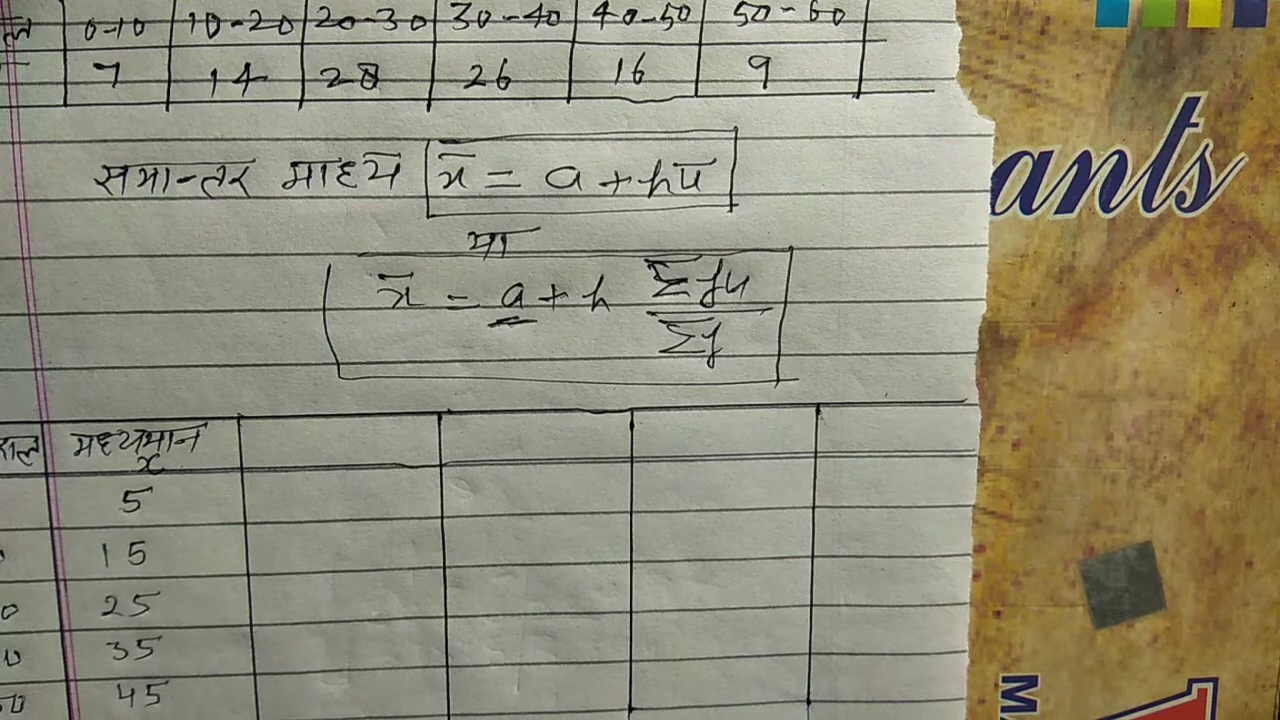 0-10 10-20 20-30 30-40 40-50 50-60
7 14 28 26 16 9
समान्तर माध्य x̄ = a + hū
या
x̄ = a + h Σfu / Σf
मध्यमान
x
5
15
25
35
45
ants